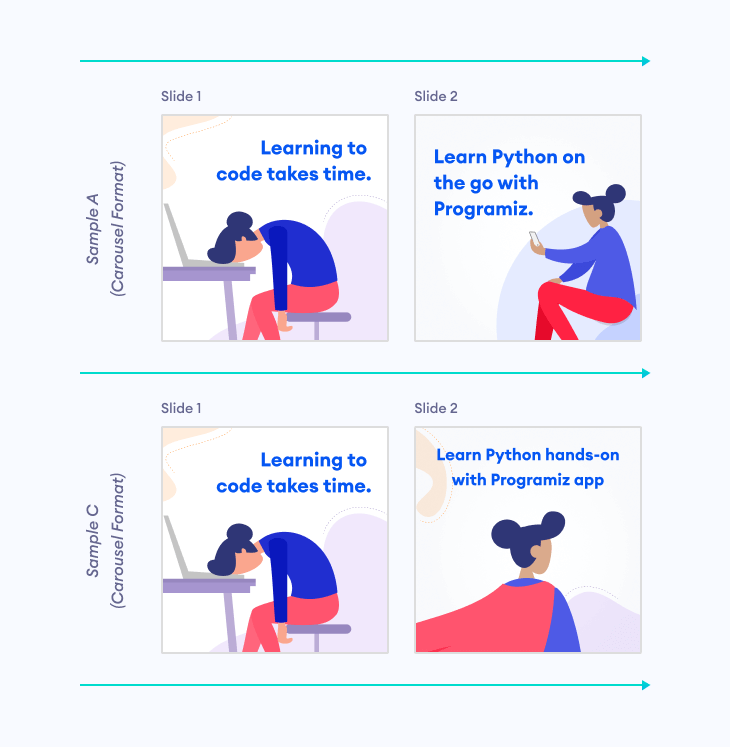 Slide 1
Slide 2
Sample A
(Carousel Format)
Learning to
code takes time.
Learn Python on
the go with
Programiz.
Slide 1
Slide 2
Sample C
(Carousel Format)
Learning to
code takes time.
Learn Python hands-on
with Programiz app